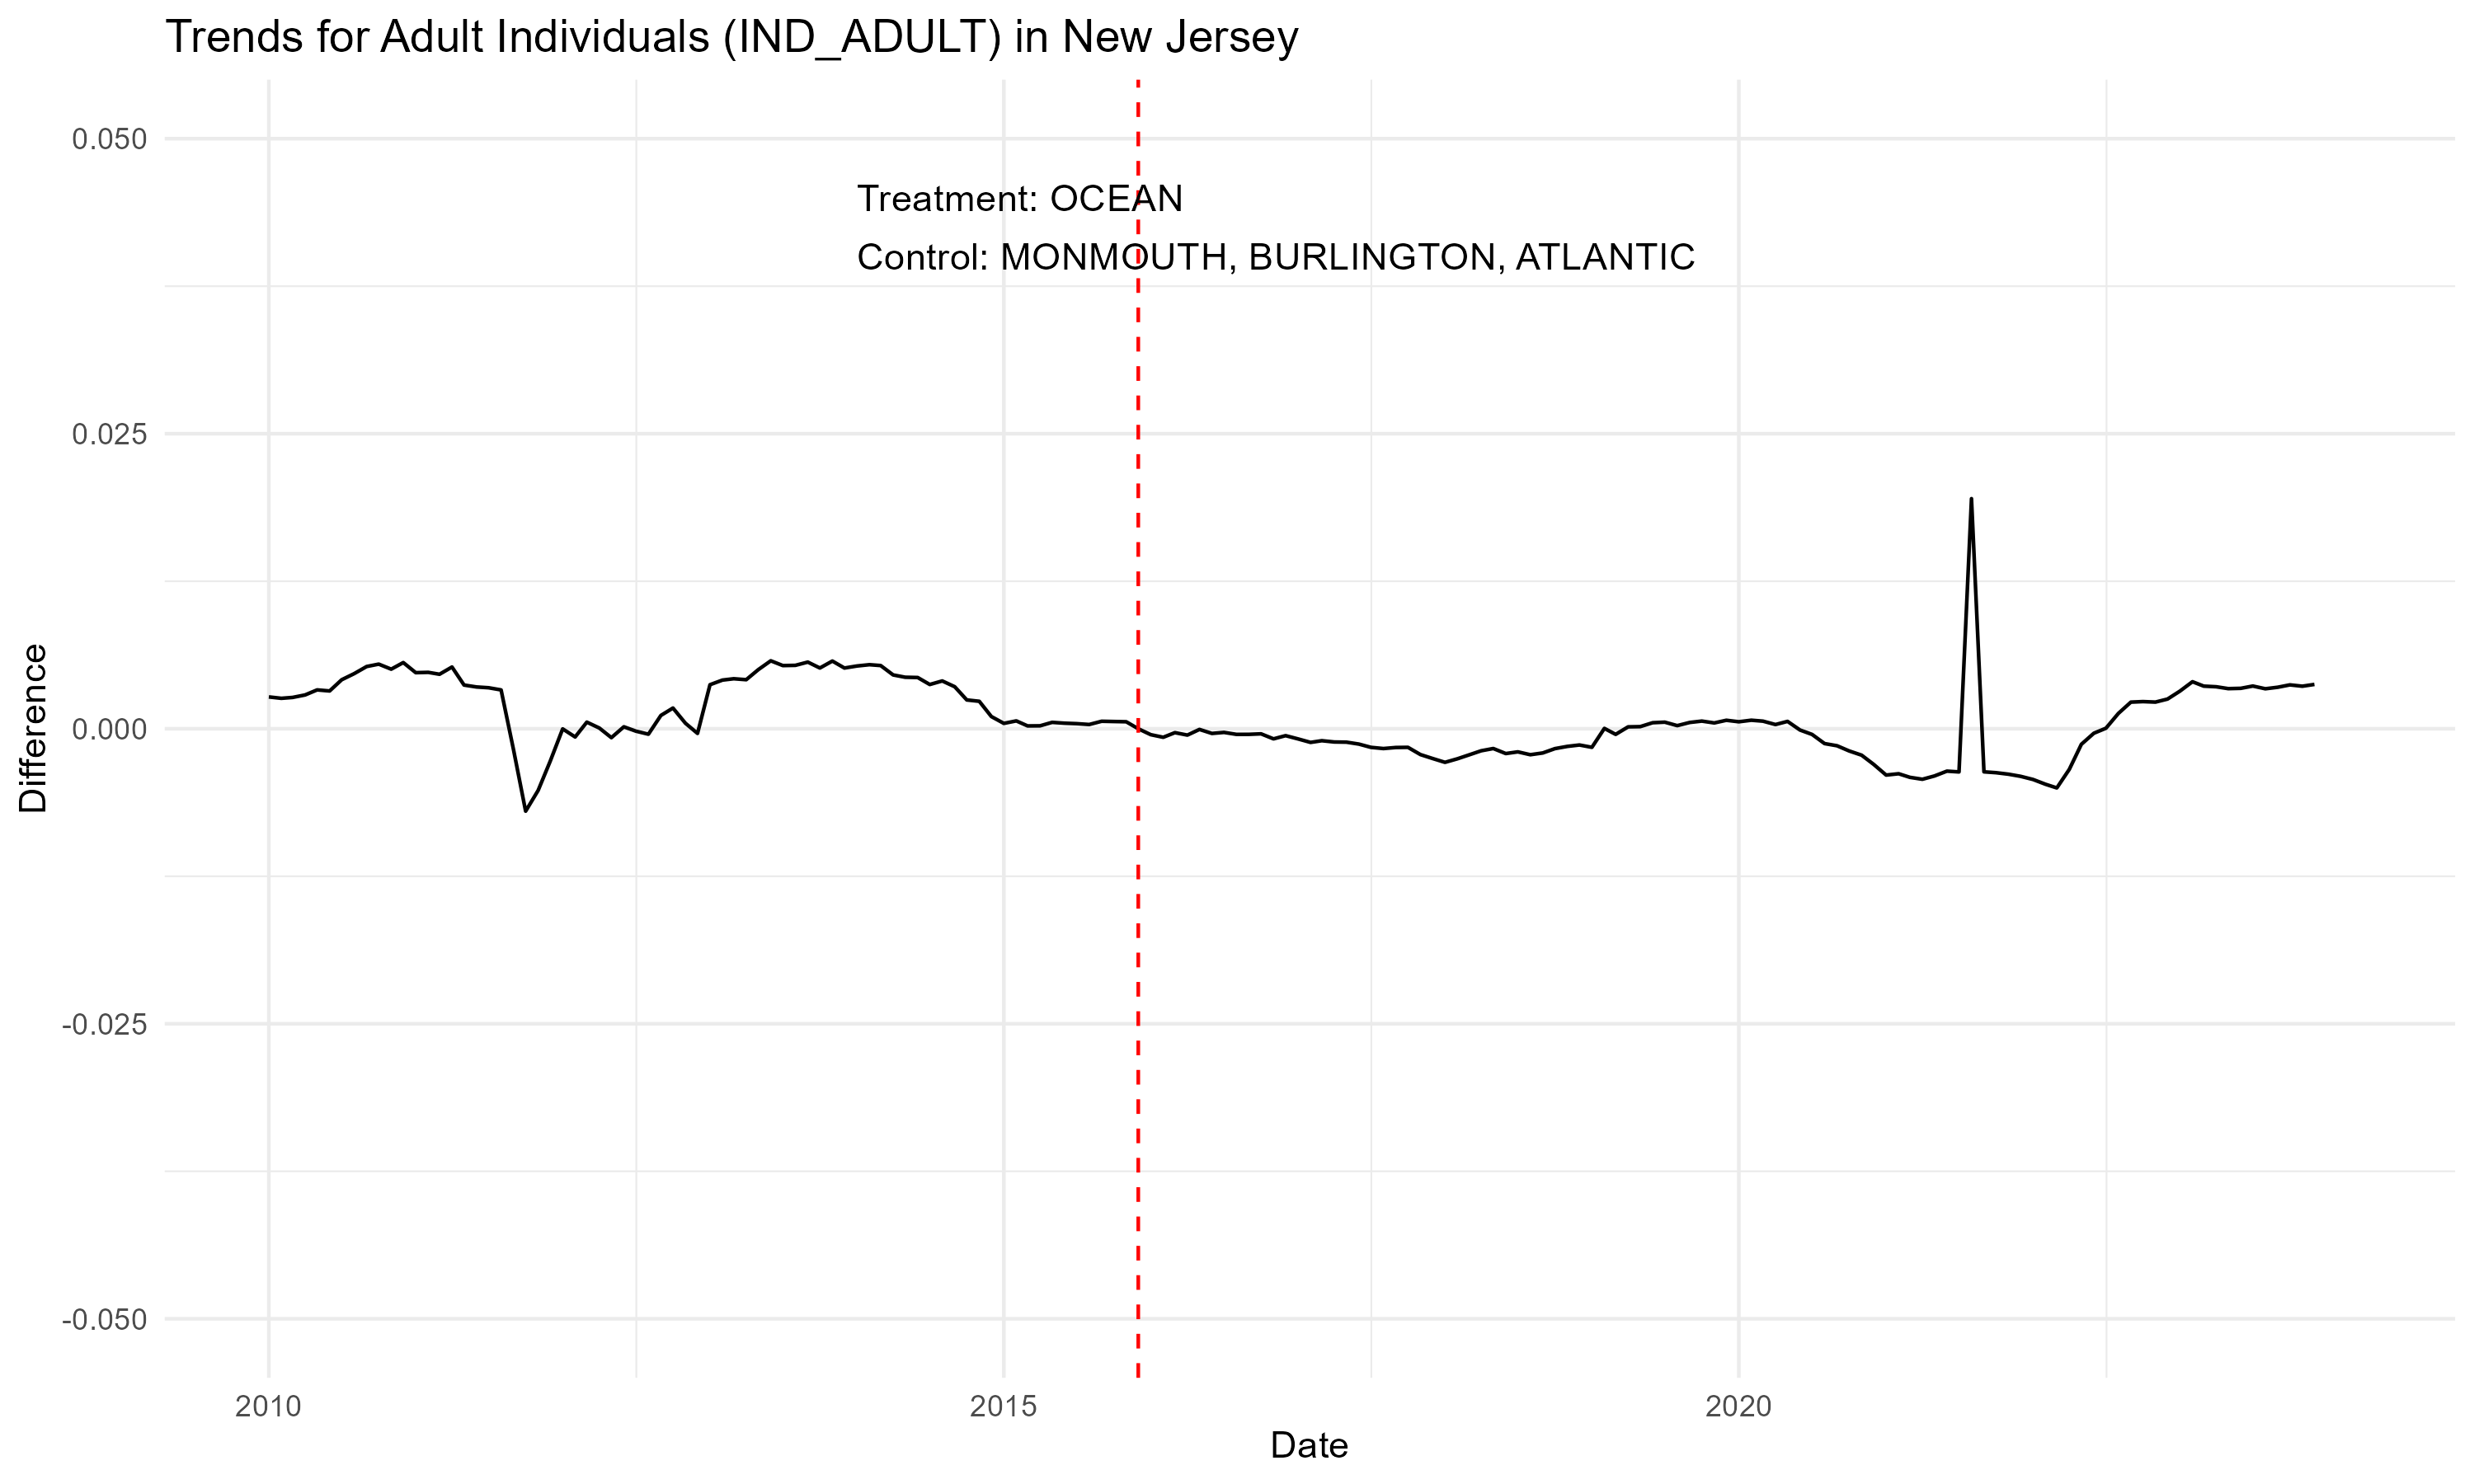 Trends for Adult Individuals (IND_ADULT) in New Jersey
0.050
Treatment: OCEAN
Control: MONMOUTH, BURLINGTON, ATLANTIC
0.025
Difference
0.000
-0.025
-0.050
2010
2015
2020
Date